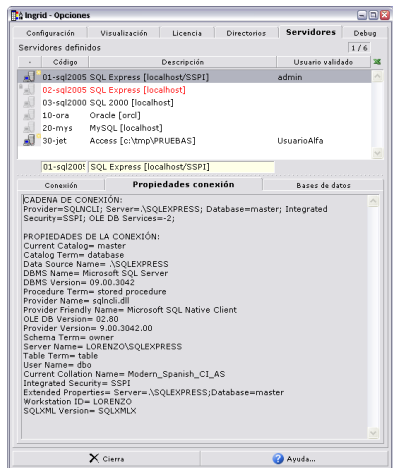 Ingrid - Opciones
Configuración Visualización Licencia Directorios Servidores Debug
Servidores definidos 1 / 6
- Código Descripción Usuario validado
01-sql2005 SQL Express [localhost/SSPI] admin
02-sql2005 SQL Express [localhost]
03-sql2000 SQL 2000 [localhost]
10-ora Oracle [orcl]
20-mys MySQL [localhost]
30-jet Access [c:\tmp\PRUEBAS] UsuarioAlfa
01-sql2005 SQL Express [localhost/SSPI]
Conexión Propiedades conexión Bases de datos
CADENA DE CONEXIÓN:
Provider=SQLNCLI; Server=.\SQLEXPRESS; Database=master; Integrated
Security=SSPI; OLE DB Services=-2;
PROPIEDADES DE LA CONEXIÓN:
Current Catalog= master
Catalog Term= database
Data Source Name= .\SQLEXPRESS
DBMS Name= Microsoft SQL Server
DBMS Version= 09.00.3042
Procedure Term= stored procedure
Provider Name= sqlncli.dll
Provider Friendly Name= Microsoft SQL Native Client
OLE DB Version= 02.80
Provider Version= 9.00.3042.00
Schema Term= owner
Server Name= LORENZO\SQLEXPRESS
Table Term= table
User Name= dbo
Current Collation Name= Modern_Spanish_CI_AS
Integrated Security= SSPI
Extended Properties= Server=.\SQLEXPRESS;Database=master
Workstation ID= LORENZO
SQLXML Version= SQLXMLX
Cierra Ayuda...